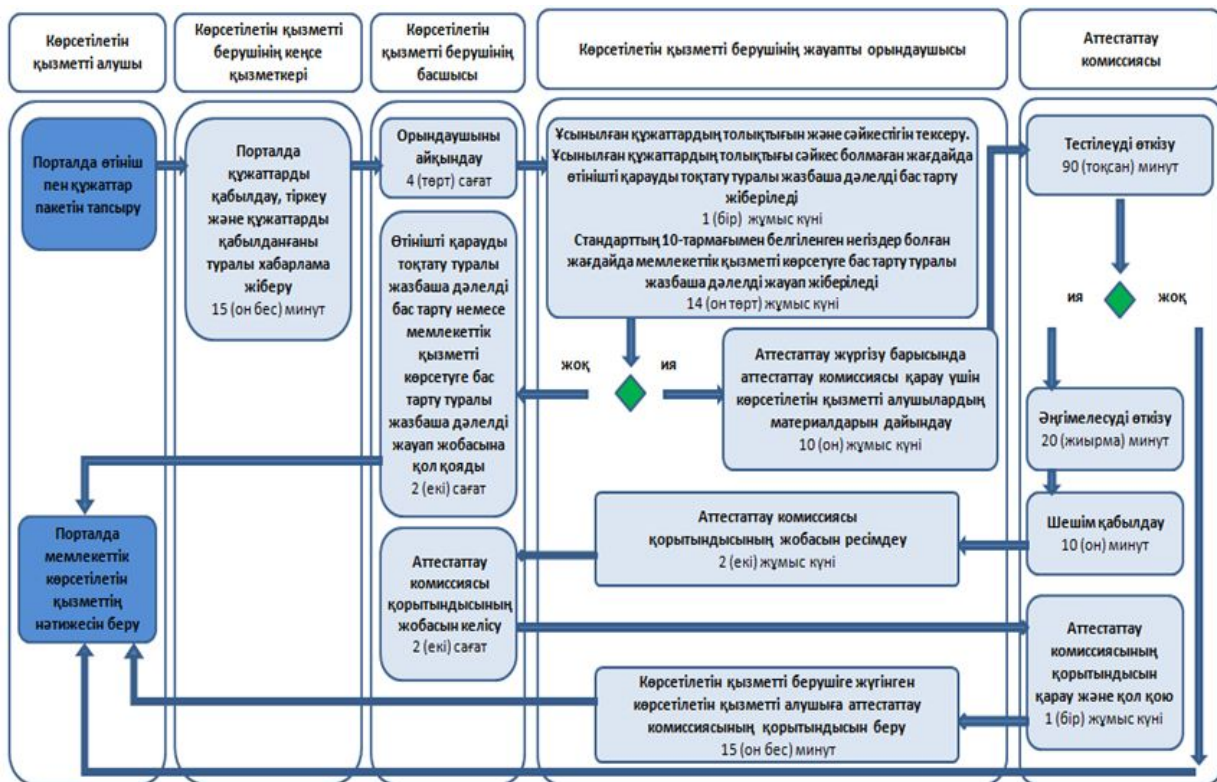 Көрсетілетін
қызметті алушы
Көрсетілетін қызметті
берушінің кеңсе
қызметкері
Көрсетілетін
қызметті берушінің
басшысы
Көрсетілетін қызметті берушінің жауапты орындаушысы
Аттестаттау
комиссиясы
Порталда өтініш
пен құжаттар
пакетін тапсыру
Порталда
құжаттарды
қабылдау, тіркеу
және құжаттарды
қабылданғаны
туралы хабарлама
жіберу
15 (он бес) минут
Орындаушыны
айқындау
4 (төрт) сағат
Ұсынылған құжаттардың толықтығын және сәйкестігін тексеру.
Ұсынылған құжаттардың толықтығы сәйкес болмаған жағдайда
өтінішті қарауды тоқтату туралы жазбаша дәлелді бас тарту
жіберіледі
1 (бір) жұмыс күні
Стандарттың 10-тармағымен белгіленген негіздер болған
жағдайда мемлекеттік қызметті көрсетуге бас тарту туралы
жазбаша дәлелді жауап жіберіледі
14 (он төрт) жұмыс күні
Тестілеуді өткізу
90 (тоқсан) минут
ия
жоқ
Өтінішті қарауды
тоқтату туралы
жазбаша дәлелді
бас тарту немесе
мемлекеттік
қызметті
көрсетуге бас
тарту туралы
жазбаша дәлелді
жауап жобасына
қол қояды
2 (екі) сағат
жоқ
ия
Аттестаттау жүргізу барысында
аттестаттау комиссиясы қарау үшін
көрсетілетін қызметті алушылардың
материалдарын дайындау
10 (он) жұмыс күні
Әңгімелесуді өткізу
20 (жиырма) минут
Шешім қабылдау
10 (он) минут
Аттестаттау комиссиясы
қорытындысының жобасын ресімдеу
2 (екі) жұмыс күні
Порталда
мемлекеттік
көрсетілетін
қызметтің
нәтижесін беру
Аттестаттау
комиссиясы
қорытындысының
жобасын келісу
2 (екі) сағат
Аттестаттау
комиссиясының
қорытындысын
қарау және қол қою
1 (бір) жұмыс күні
Көрсетілетін қызметті берушіге жүгінген
көрсетілетін қызметті алушыға аттестаттау
комиссиясының қорытындысын беру
15 (он бес) минут